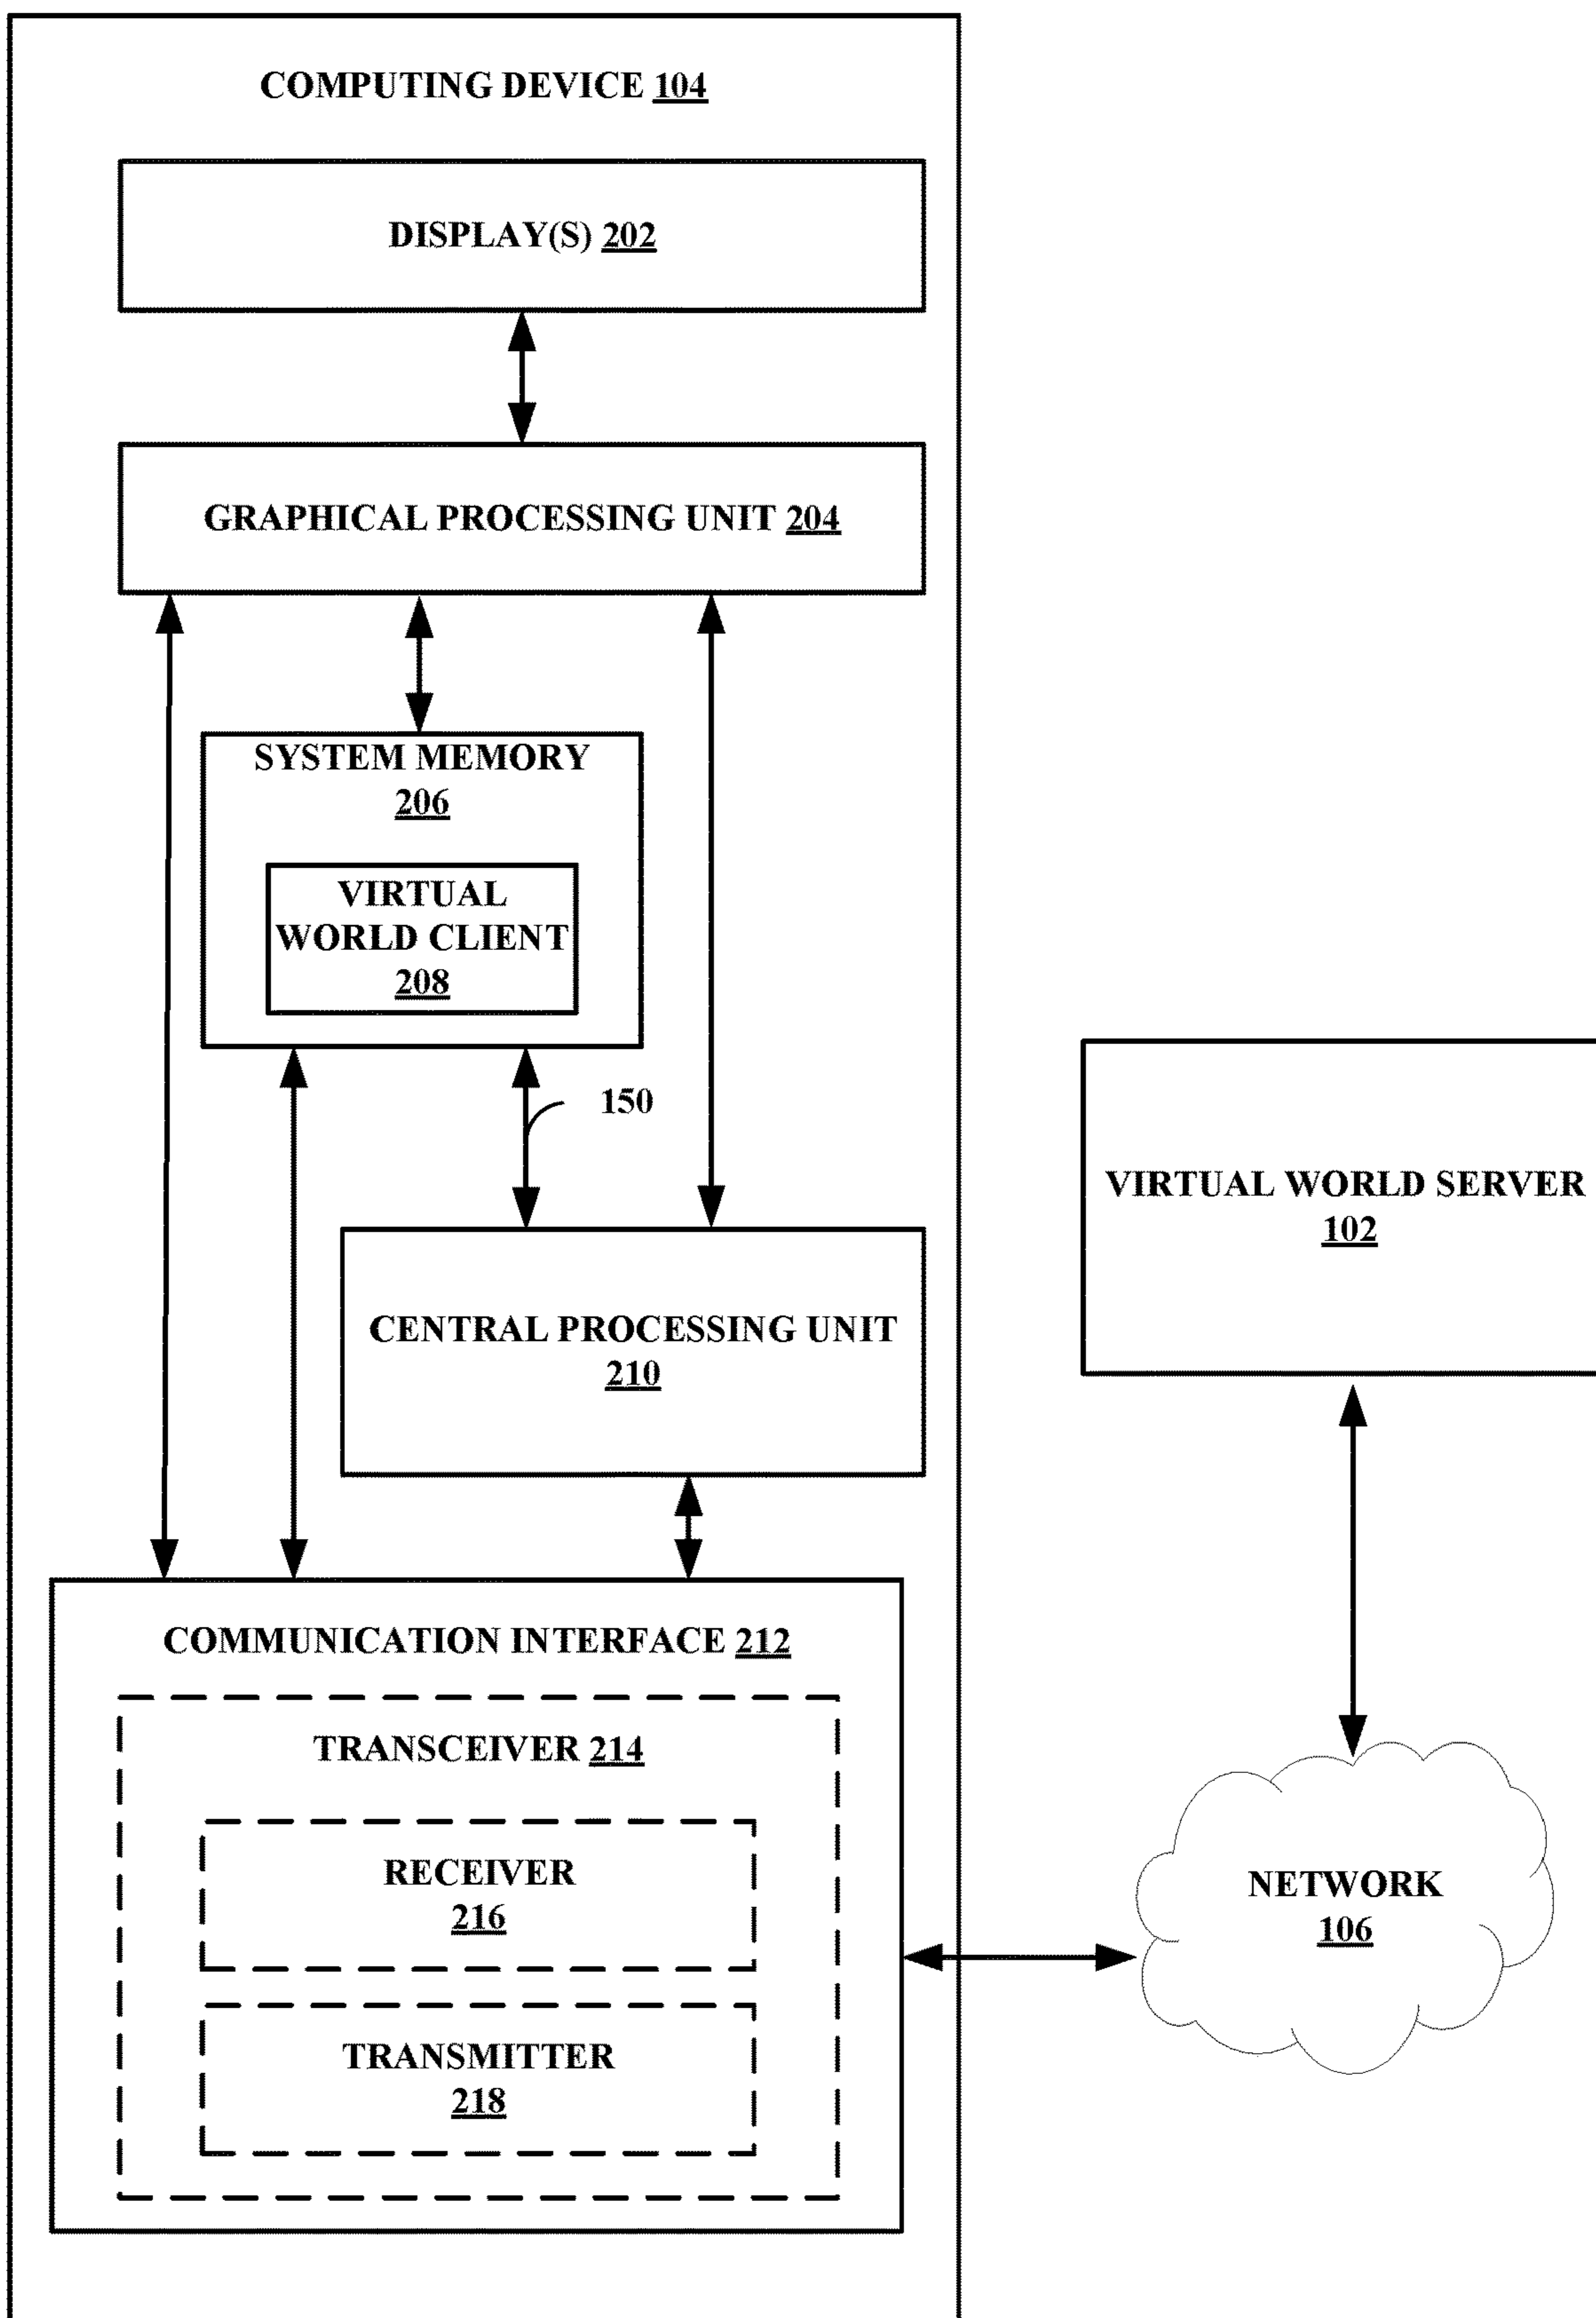 COMPUTING DEVICE 104
DISPLAY(S) 202
GRAPHICAL PROCESSING UNIT 204
SYSTEM MEMORY
206
VIRTUAL
WORLD CLIENT
208
150
CENTRAL PROCESSING UNIT
210
COMMUNICATION INTERFACE 212
TRANSCEIVER 214
RECEIVER
216
TRANSMITTER
218
VIRTUAL WORLD SERVER
102
NETWORK
106